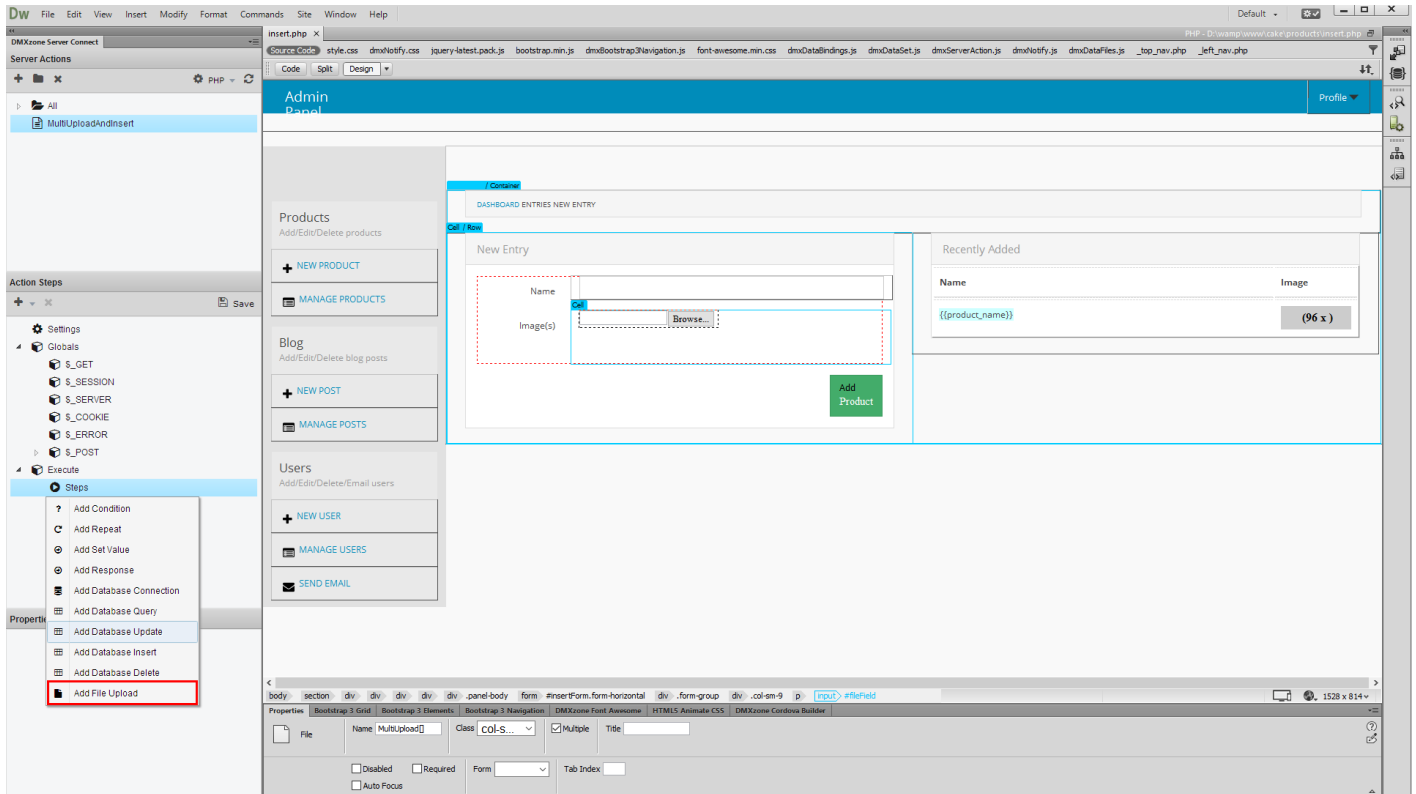 DW File Edit View Insert Modify Format Commands Site Window Help Default
DMXzone Server Connect
Server Actions
PHP
All
MultiUploadAndInsert
Action Steps
Save
Settings
Globals
$_GET
$_SESSION
$_SERVER
$_COOKIE
$_ERROR
$_POST
Execute
Steps
Add Condition
Add Repeat
Add Set Value
Add Response
Add Database Connection
Add Database Query
Add Database Update
Add Database Insert
Add Database Delete
Add File Upload
Properti
insert.php × PHP - D:\wamp\www\cake\products\insert.php
Source Code style.css dmxNotify.css jquery-latest.pack.js bootstrap.min.js dmxBootstrap3Navigation.js font-awesome.min.css dmxDataBindings.js dmxDataSet.js dmxServerAction.js dmxNotify.js dmxDataFiles.js _top_nav.php _left_nav.php
Code Split Design
Admin
Panel
Profile
Products
Add/Edit/Delete products
NEW PRODUCT
MANAGE PRODUCTS
Blog
Add/Edit/Delete blog posts
NEW POST
MANAGE POSTS
Users
Add/Edit/Delete/Email users
NEW USER
MANAGE USERS
SEND EMAIL
/ Container
DASHBOARD ENTRIES NEW ENTRY
Cell / Row
New Entry
Name
Cell
Image(s) Browse...
Add
Product
Recently Added
Name Image
{{product_name}} (96 x )
body section div div div div div .panel-body form #insertForm.form-horizontal div .form-group div .col-sm-9 p input #fileField 1528 x 814
Properties Bootstrap 3 Grid Bootstrap 3 Elements Bootstrap 3 Navigation DMXzone Font Awesome HTML5 Animate CSS DMXzone Cordova Builder
File Name MultiUpload[] Class col-s... Multiple Title
Disabled Required Form Tab Index
Auto Focus